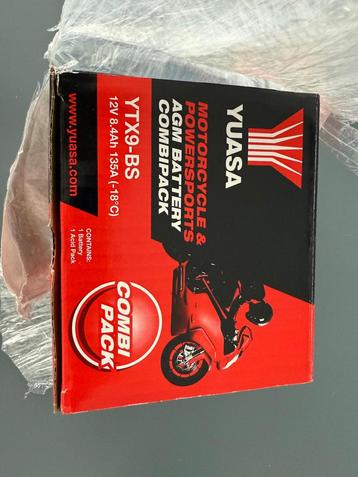 YUASA
MOTORCYCLE &
POWERSPORTS
AGM BATTERY
COMBIPACK
YTX9-BS
12V 8.4Ah 135A (-18°C)
CONTAINS:
1 Battery
1 Acid Pack
COMBI
PACK
www.yuasa.com